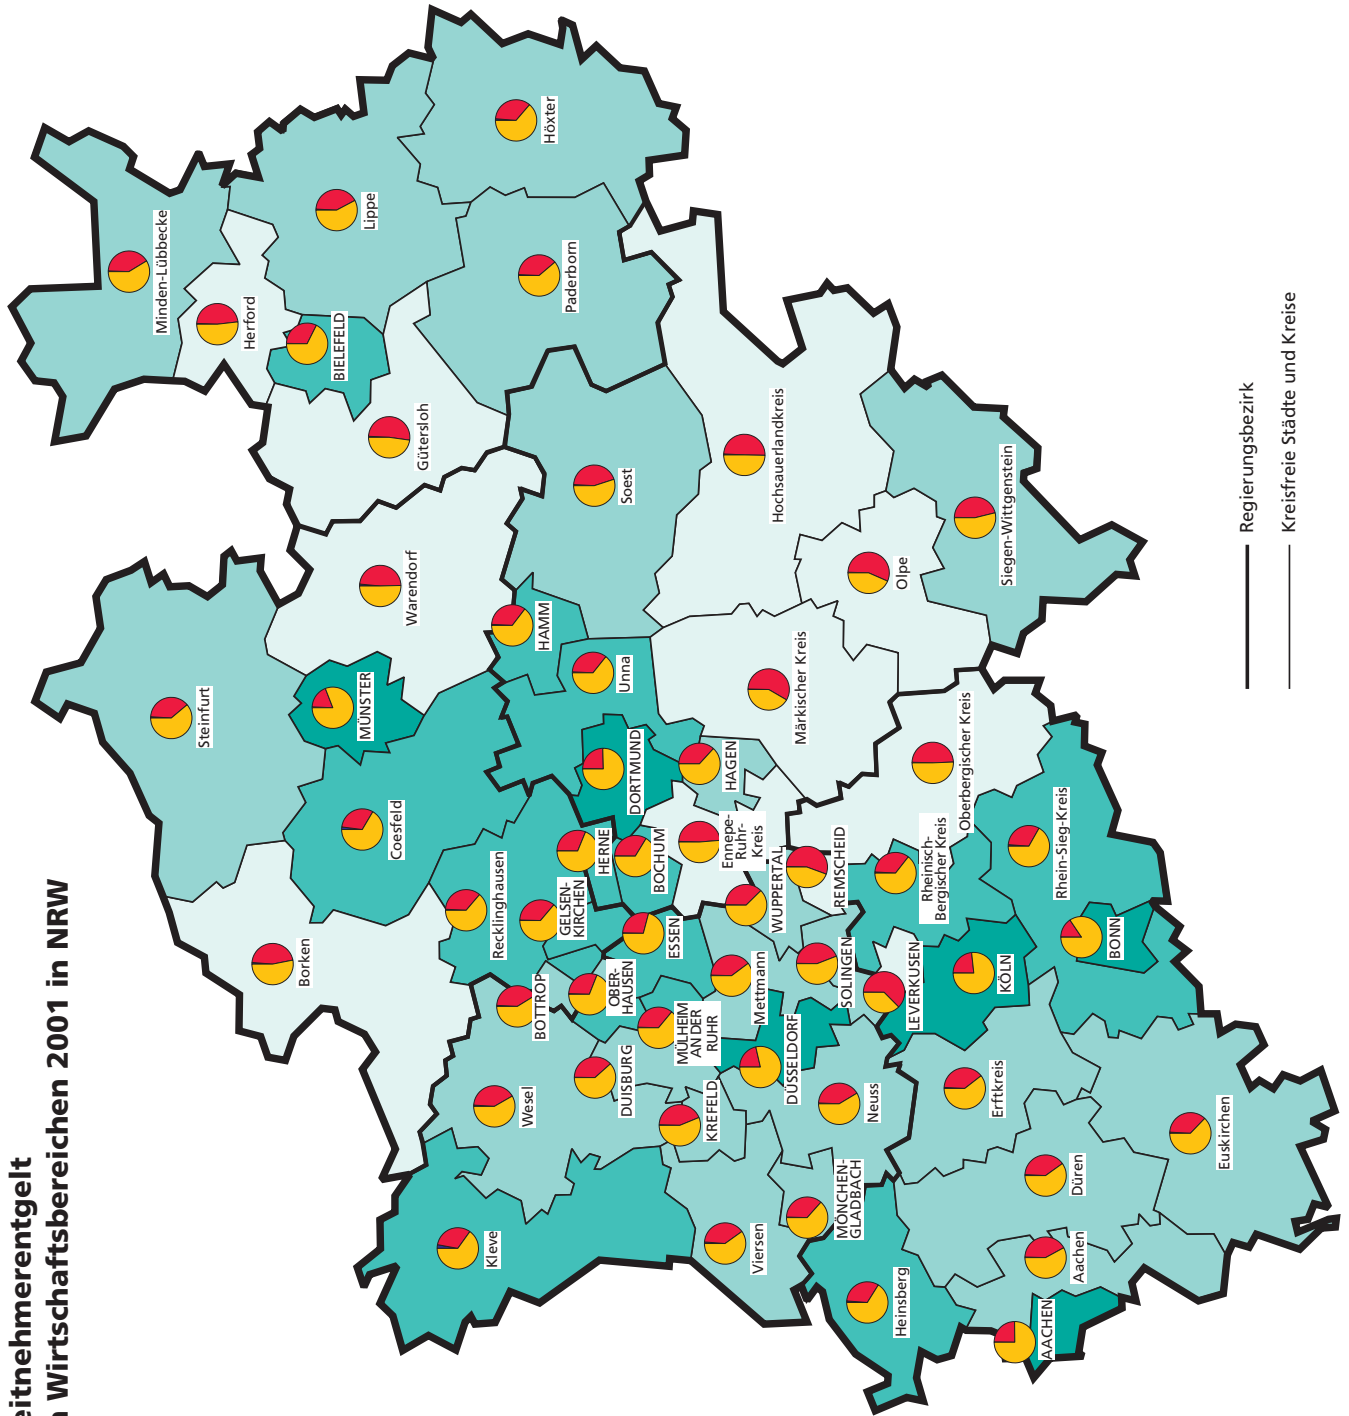 eitnehmerentgelt
Wirtschaftsbereichen 2001 in NRW
Minden-Lübbecke
Herford
BIELEFELD
Lippe
Höxter
Gütersloh
Paderborn
Steinfurt
Warendorf
MÜNSTER
Coesfeld
Borken
Soest
HAMM
Unna
Hochsauerlandkreis
Olpe
Siegen-Wittgenstein
Märkischer Kreis
DORTMUND
HAGEN
Ennepe-
Ruhr-
Kreis
HERNE
BOCHUM
Recklinghausen
GELSEN-
KIRCHEN
BOTTROP
OBER-
HAUSEN
ESSEN
MÜLHEIM
AN DER
RUHR
DUISBURG
Wesel
Kleve
KREFELD
Viersen
MÖNCHEN-
GLADBACH
Neuss
DÜSSELDORF
Mettmann
WUPPERTAL
REMSCHEID
SOLINGEN
LEVERKUSEN
Oberbergischer Kreis
Rheinisch-
Bergischer Kreis
Rhein-Sieg-Kreis
KÖLN
BONN
Erftkreis
Euskirchen
Düren
Aachen
AACHEN
Heinsberg
Regierungsbezirk
Kreisfreie Städte und Kreise